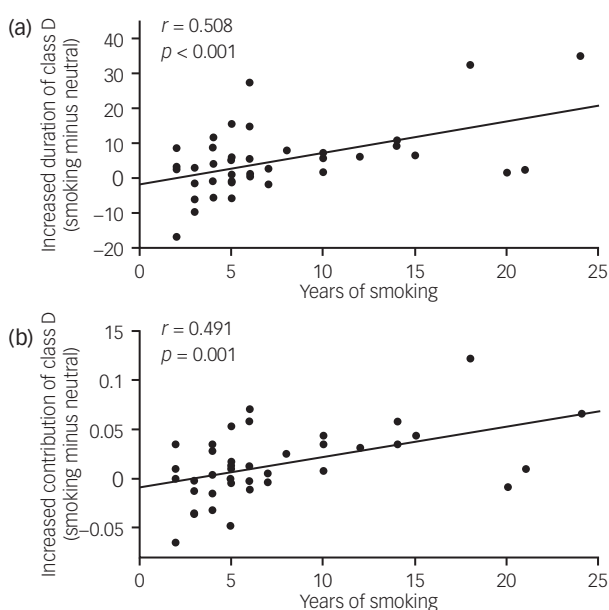 (a)
Increased duration of class D
(smoking minus neutral)
r = 0.508
p < 0.001
40
30
20
10
0
−10
−20
0 5 10 15 20 25
Years of smoking
(b)
Increased contribution of class D
(smoking minus neutral)
r = 0.491
p = 0.001
0.15
0.1
0.05
0
−0.05
0 5 10 15 20 25
Years of smoking